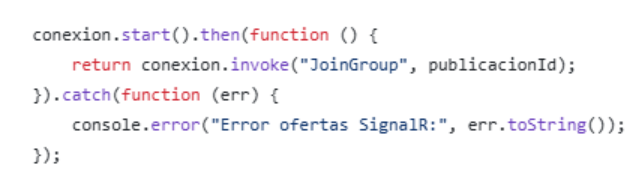 conexion.start().then(function () {
    return conexion.invoke("JoinGroup", publicacionId);
}).catch(function (err) {
    console.error("Error ofertas SignalR:", err.toString());
});